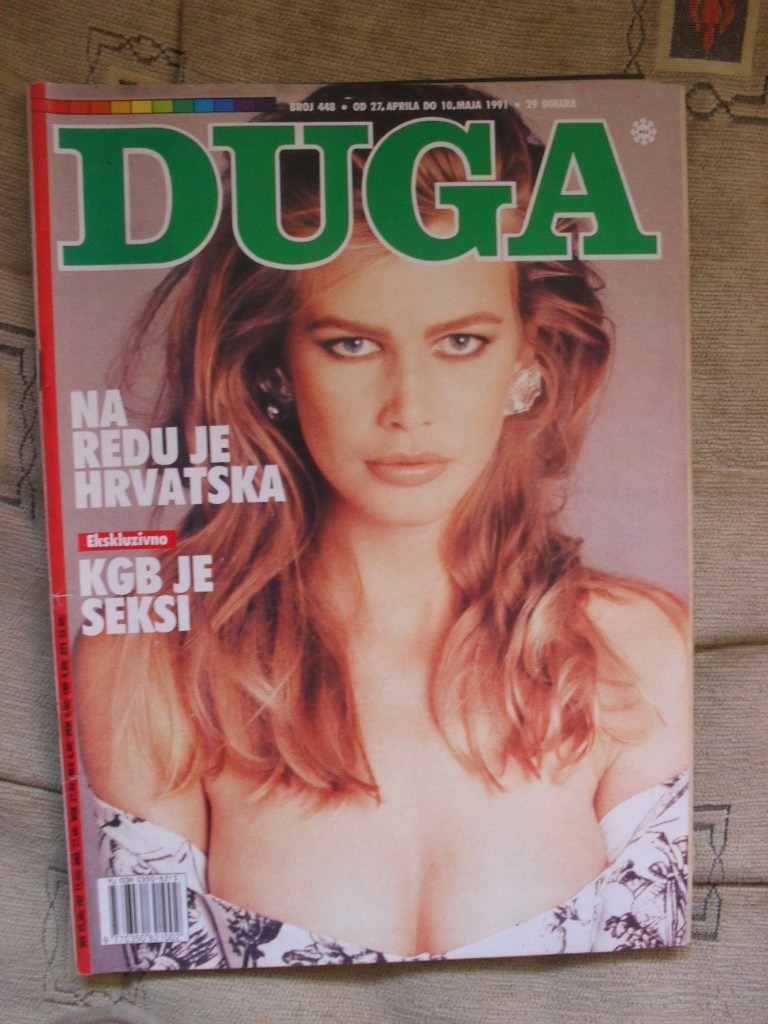 BROJ 448 • OD 27. APRILA DO 10. MAJA 1991 • 29 DINARA
DUGA
NA
REDU JE
HRVATSKA
Ekskluzivno
KGB JE
SEKSI